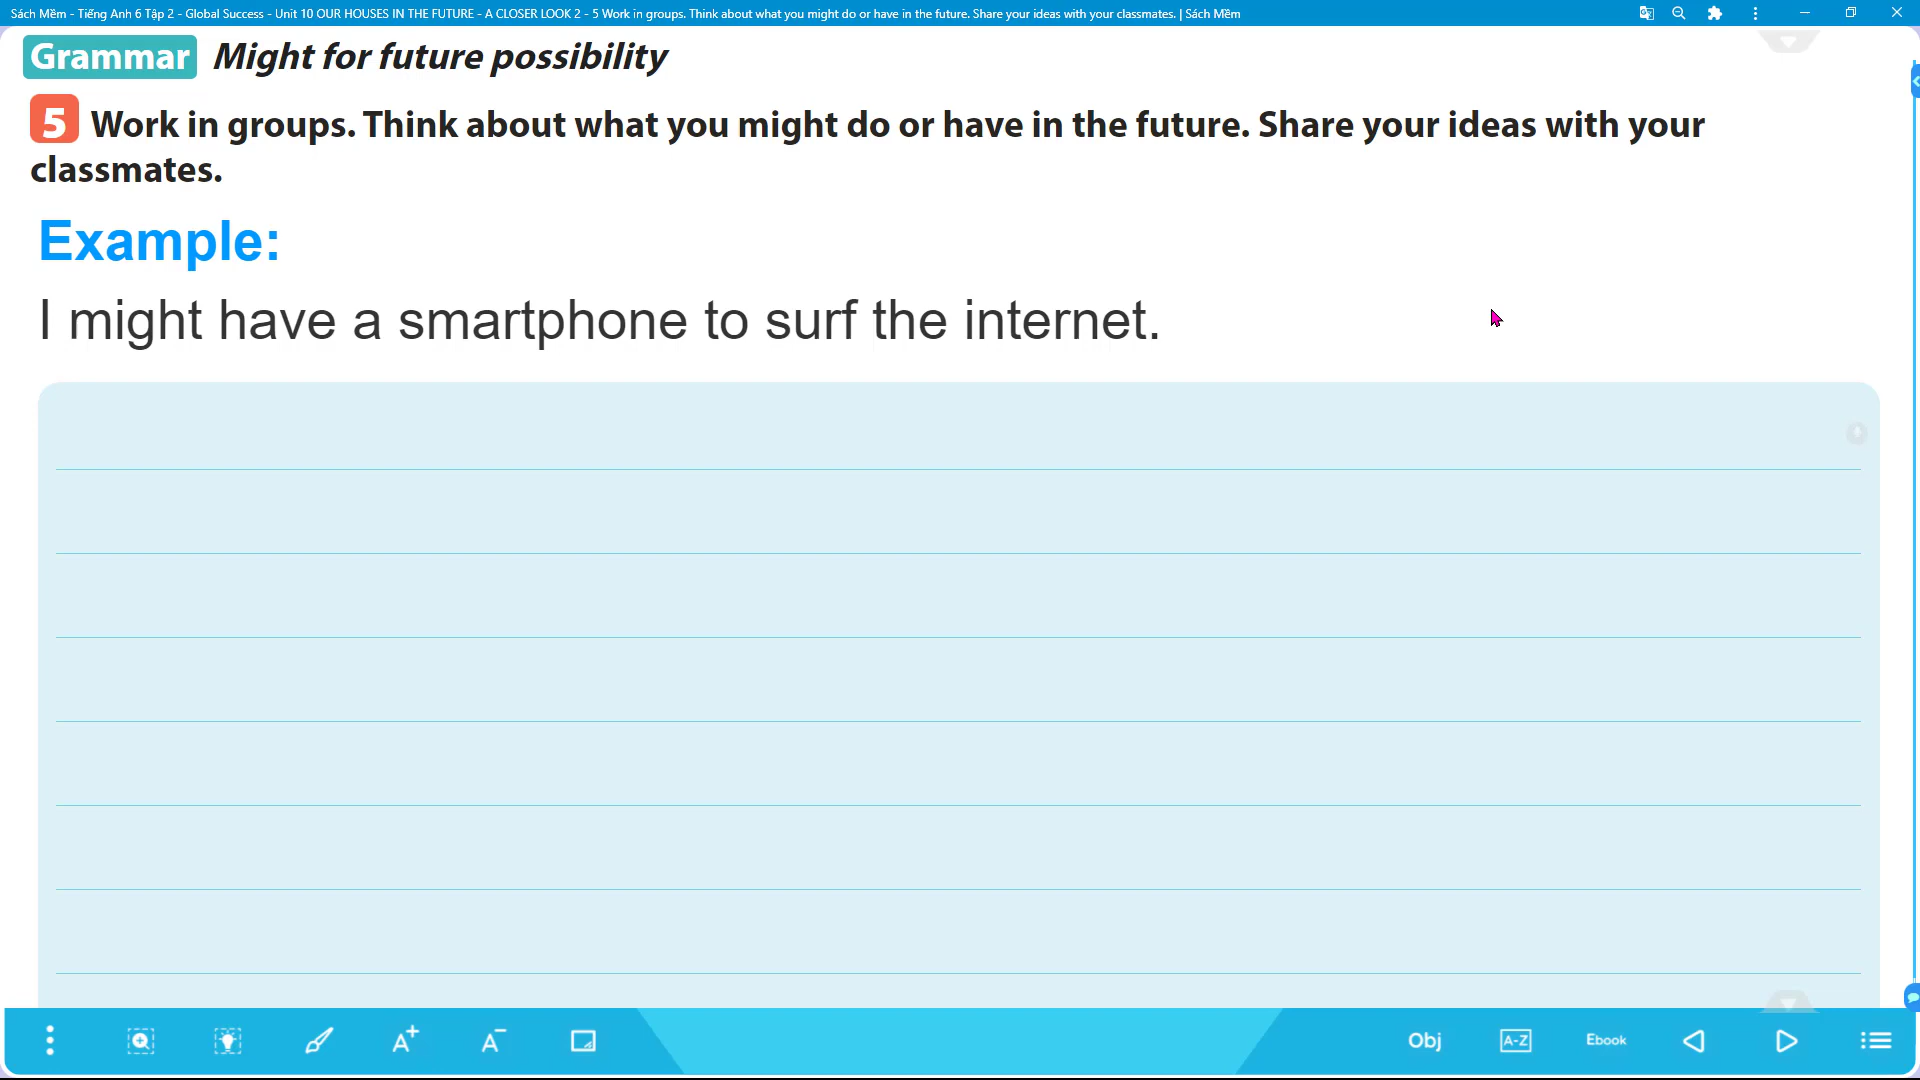 Sách Mềm - Tiếng Anh 6 Tập 2 - Global Success - Unit 10 OUR HOUSES IN THE FUTURE - A CLOSER LOOK 2 - 5 Work in groups. Think about what you might do or have in the future. Share your ideas with your classmates. | Sách Mềm
Grammar Might for future possibility
5 Work in groups. Think about what you might do or have in the future. Share your ideas with your
classmates.
Example:
I might have a smartphone to surf the internet.
A+ A- Obj A-Z Ebook